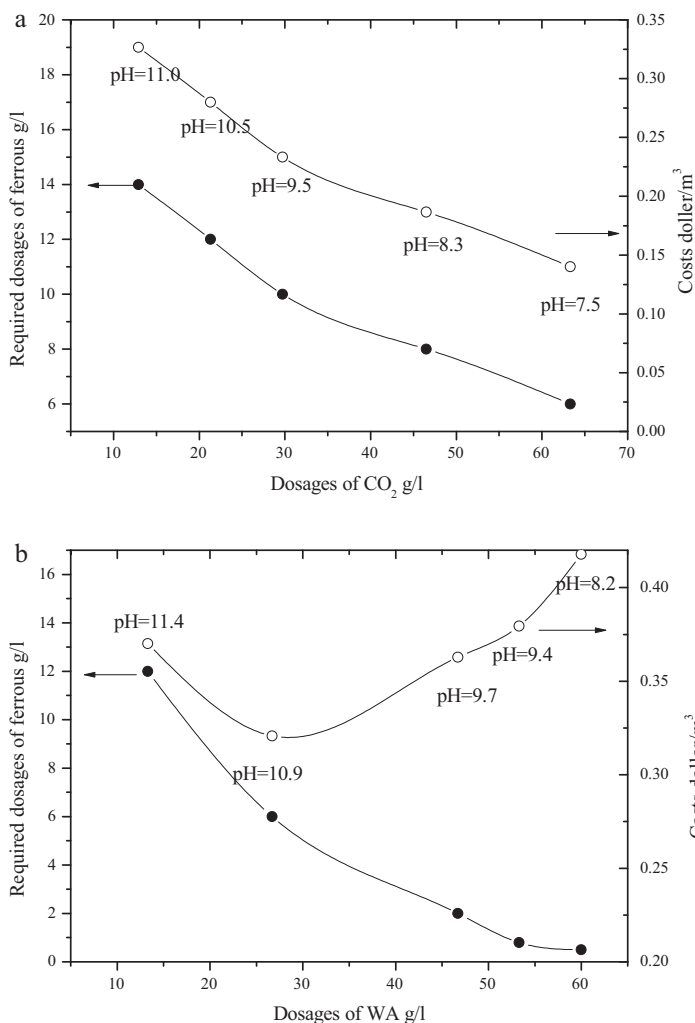 a
20
18
16
14
12
10
8
6
Required dosages of ferrous g/l
pH=11.0
pH=10.5
pH=9.5
pH=8.3
pH=7.5
0.35
0.30
0.25
0.20
0.15
0.10
0.05
0.00
Costs doller/m³
10 20 30 40 50 60 70
Dosages of CO₂ g/l
b
16
14
12
10
8
6
4
2
0
Required dosages of ferrous g/l
pH=11.4
pH=10.9
pH=9.7
pH=9.4
pH=8.2
0.40
0.35
0.30
0.25
0.20
Costs doller/m³
10 20 30 40 50 60
Dosages of WA g/l